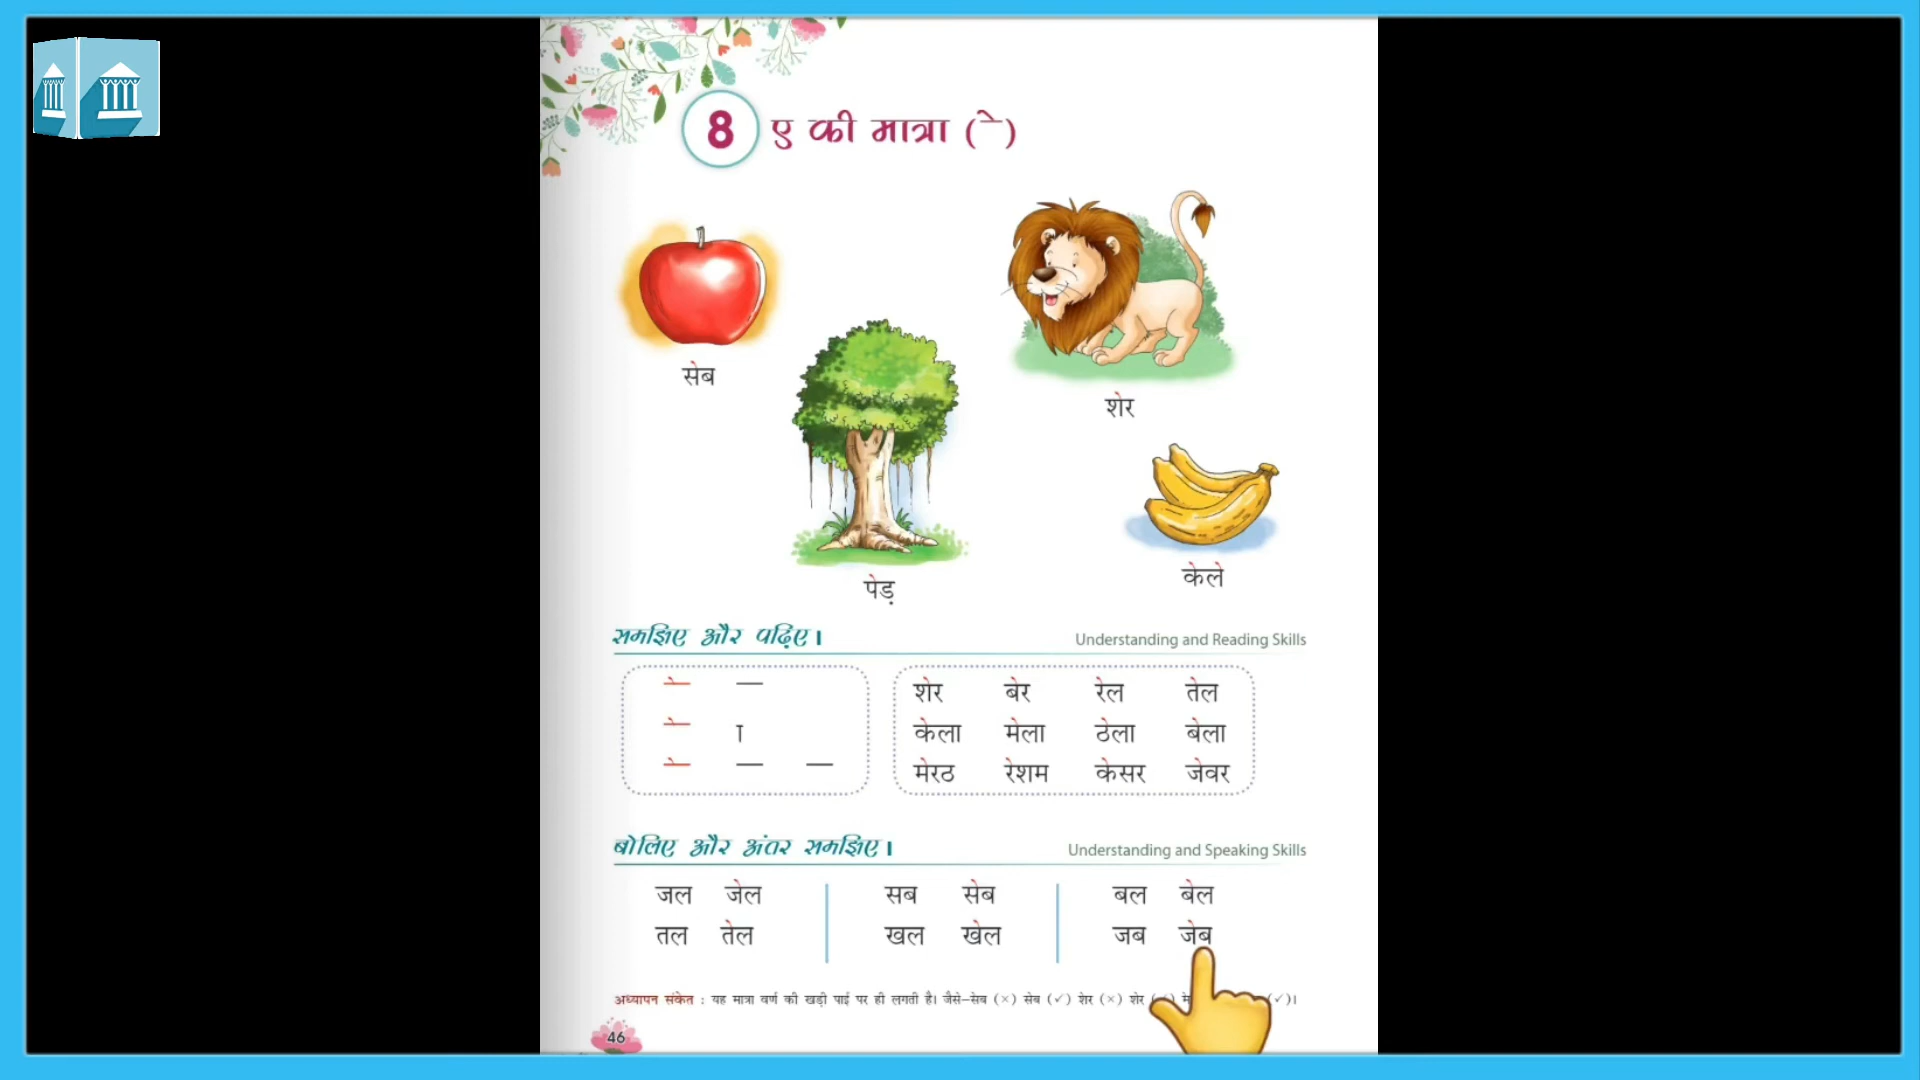 8 ए की मात्रा (े)
सेब
शेर
पेड़
केले
समझिए और पढ़िए।
Understanding and Reading Skills
शेर बेर रेल तेल
केला मेला ठेला बेला
मेरठ रेशम केसर जेवर
बोलिए और अंतर समझिए।
Understanding and Speaking Skills
जल जेल सब सेब बल बेल
तल तेल खल खेल जब जेब
अध्यापन संकेत : यह मात्रा वर्ण की खड़ी पाई पर ही लगती है। जैसे–सेब (×) सेब (✓) शेर (×) शेर (✓)।
46